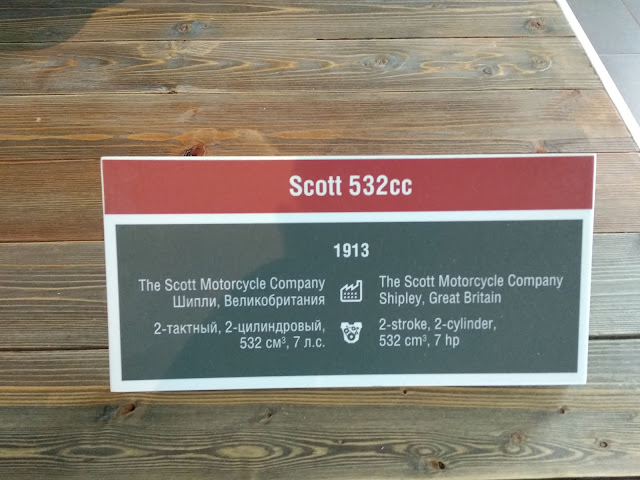 Scott 532cc
1913
The Scott Motorcycle Company
Шипли, Великобритания
2-тактный, 2-цилиндровый,
532 см³, 7 л.с.
The Scott Motorcycle Company
Shipley, Great Britain
2-stroke, 2-cylinder,
532 cm³, 7 hp